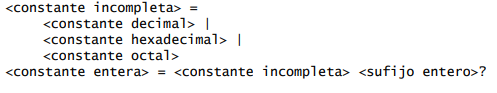 <constante incompleta> =
<constante decimal> |
<constante hexadecimal> |
<constante octal>
<constante entera> = <constante incompleta> <sufijo entero>?